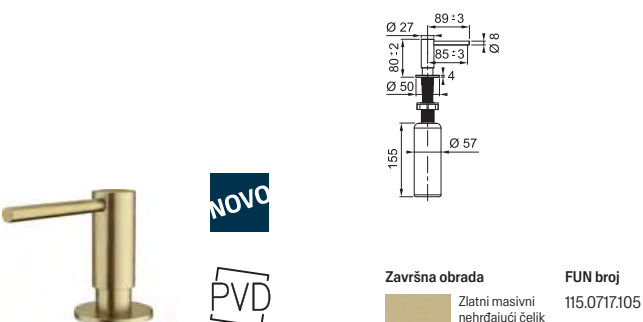 89 ±3
Ø 27
Ø 8
80 ±2
85 ±3
4
Ø 50
Ø 57
155
NOVO
PVD
Završna obrada
FUN broj
Zlatni masivni
115.0717.105
nehrđajući čelik